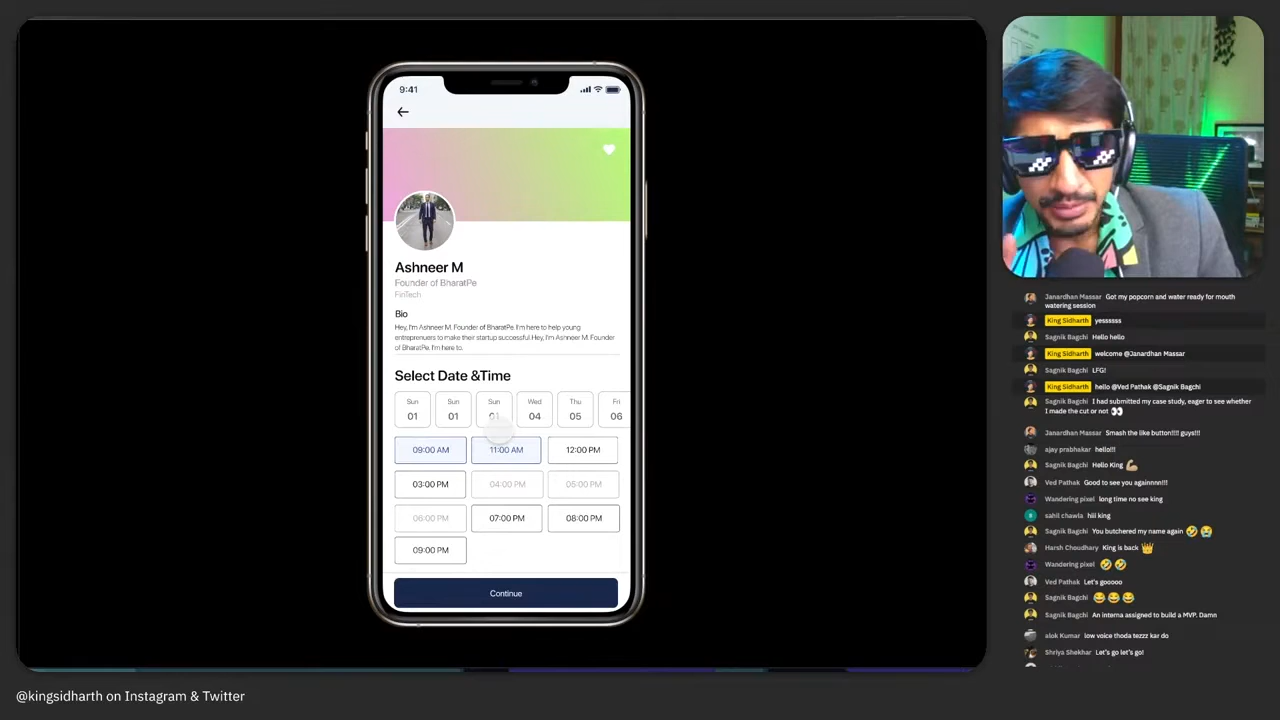 9:41
Ashneer M
Founder of BharatPe
FinTech
Bio
Hey, I'm Ashneer M. Founder of BharatPe. I'm here to help young
entreprenuers to make their startup successful.Hey, I'm Ashneer M. Founder
of BharatPe. I'm here to.
Select Date &Time
Sun Sun Sun Wed Thu Fri
01 01 01 04 05 06
09:00 AM 11:00 AM 12:00 PM
03:00 PM 04:00 PM 05:00 PM
06:00 PM 07:00 PM 08:00 PM
09:00 PM
Continue
Janardhan Massar Got my popcorn and water ready for mouth
watering session
King Sidharth yessssss
Sagnik Bagchi Hello hello
King Sidharth welcome @Janardhan Massar
Sagnik Bagchi LFG!
King Sidharth hello @Ved Pathak @Sagnik Bagchi
Sagnik Bagchi I had submitted my case study, eager to see whether
I made the cut or not 👀
Janardhan Massar Smash the like button!!!! guys!!!
ajay prabhakar hello!!!
Sagnik Bagchi Hello King 💪
Ved Pathak Good to see you againnnn!!!
Wandering pixel long time no see king
sahil chawla hiii king
Sagnik Bagchi You butchered my name again 🤣 😭
Harsh Choudhary King is back 👑
Wandering pixel 🤣 🤣
Ved Pathak Let's gooooo
Sagnik Bagchi 😂 😂 😂
Sagnik Bagchi An interna assigned to build a MVP. Damn
alok Kumar low voice thoda tezzz kar do
Shriya Shekhar Let's go let's go!
@kingsidharth on Instagram & Twitter